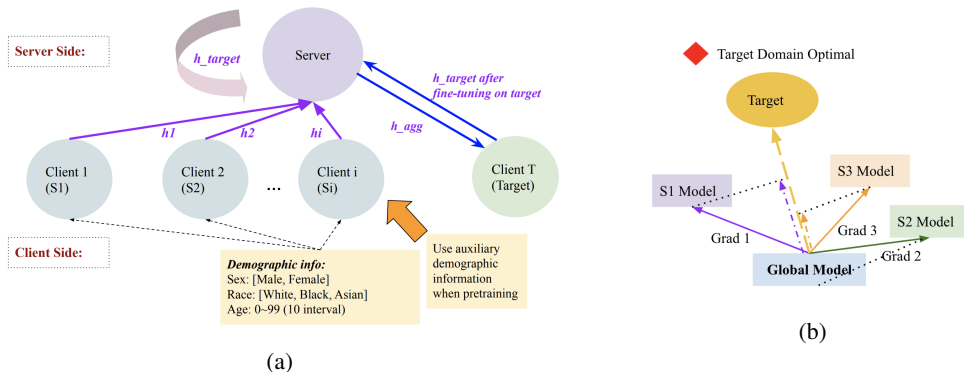 Server Side:
h_target
Server
h_target after
fine-tuning on target
h_agg
h1
h2
hi
Client 1
(S1)
Client 2
(S2)
...
Client i
(Si)
Client T
(Target)
Client Side:
Demographic info:
Sex: [Male, Female]
Race: [White, Black, Asian]
Age: 0~99 (10 interval)
Use auxiliary
demographic
information
when pretraining
(a)
Target Domain Optimal
Target
S1 Model
S3 Model
S2 Model
Grad 1
Grad 3
Grad 2
Global Model
(b)